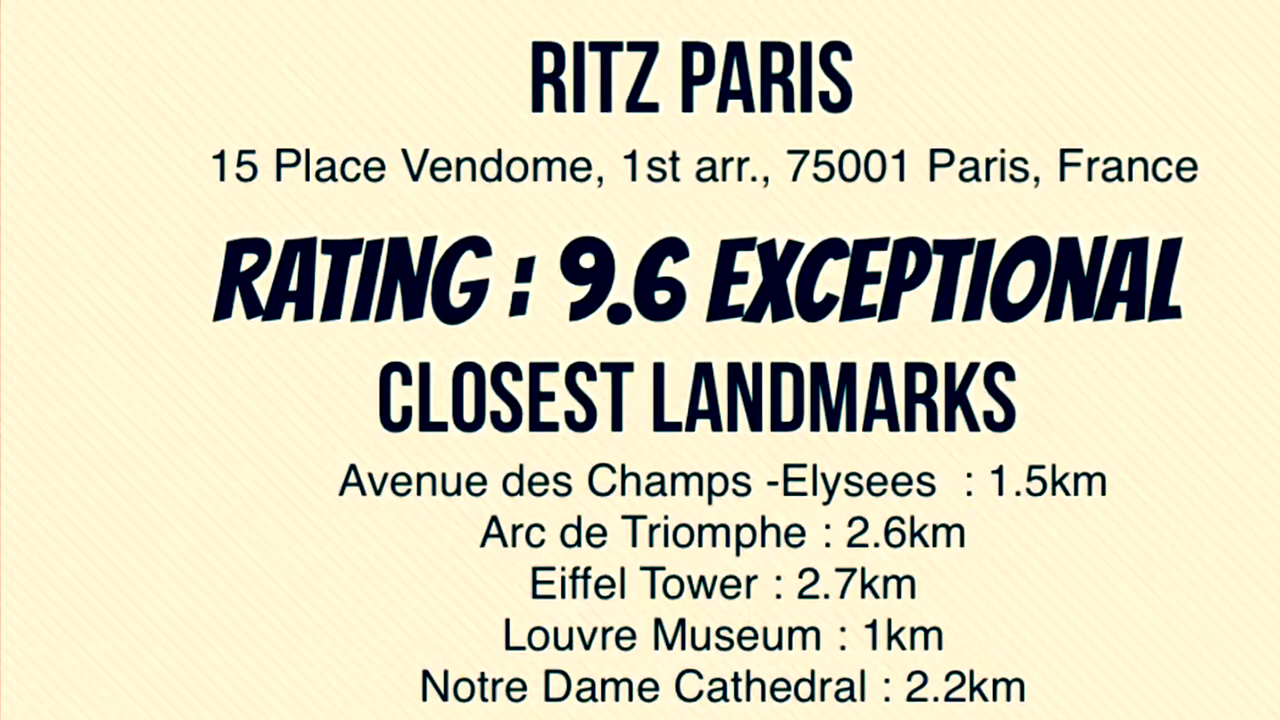 RITZ PARIS
15 Place Vendome, 1st arr., 75001 Paris, France
RATING : 9.6 EXCEPTIONAL
CLOSEST LANDMARKS
Avenue des Champs -Elysees : 1.5km
Arc de Triomphe : 2.6km
Eiffel Tower : 2.7km
Louvre Museum : 1km
Notre Dame Cathedral : 2.2km